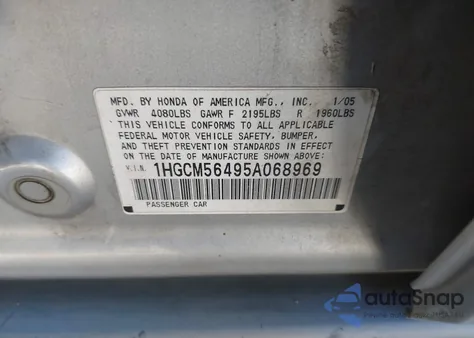 MFD. BY HONDA OF AMERICA MFG., INC. 1/05
GVWR 4080LBS GAWR F 2195LBS R 1960LBS
THIS VEHICLE CONFORMS TO ALL APPLICABLE
FEDERAL MOTOR VEHICLE SAFETY, BUMPER,
AND THEFT PREVENTION STANDARDS IN EFFECT
ON THE DATE OF MANUFACTURE SHOWN ABOVE.
V.I.N. 1HGCM56495A068969
PASSENGER CAR
autoSnap